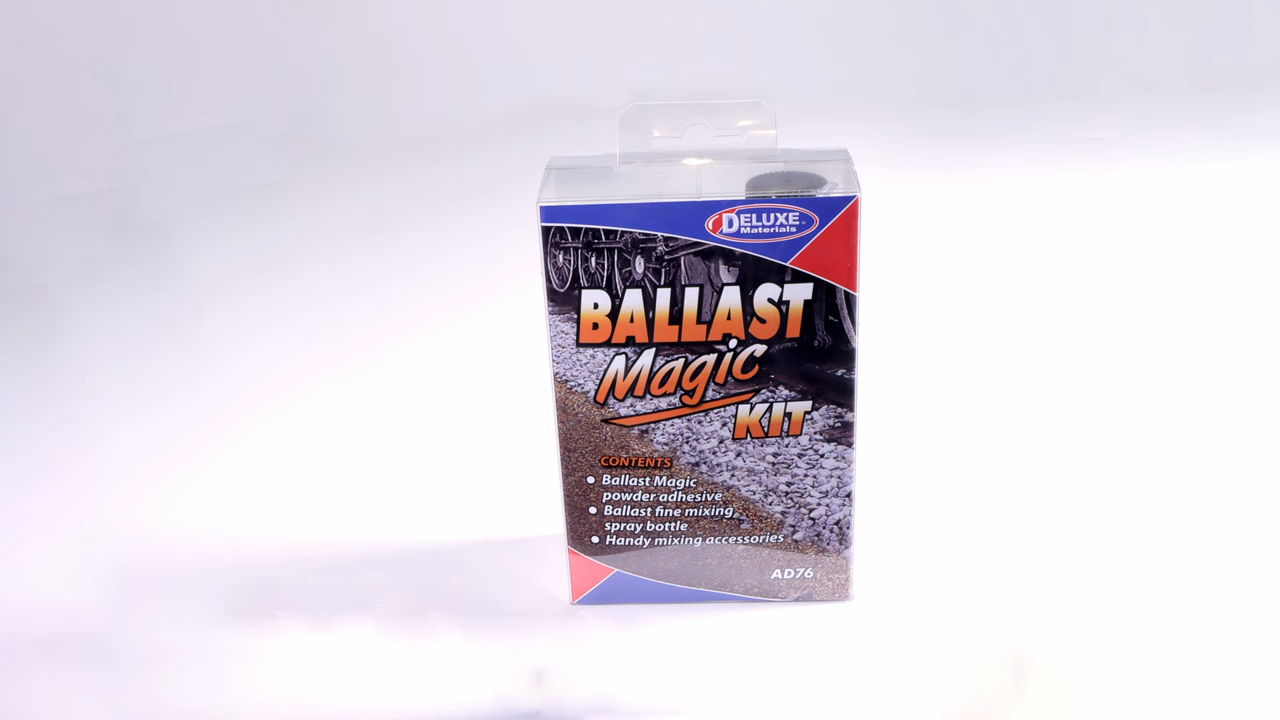 DELUXE
Materials
BALLAST
Magic
KIT
CONTENTS
• Ballast Magic
powder adhesive
• Ballast fine mixing
spray bottle
• Handy mixing accessories
AD76